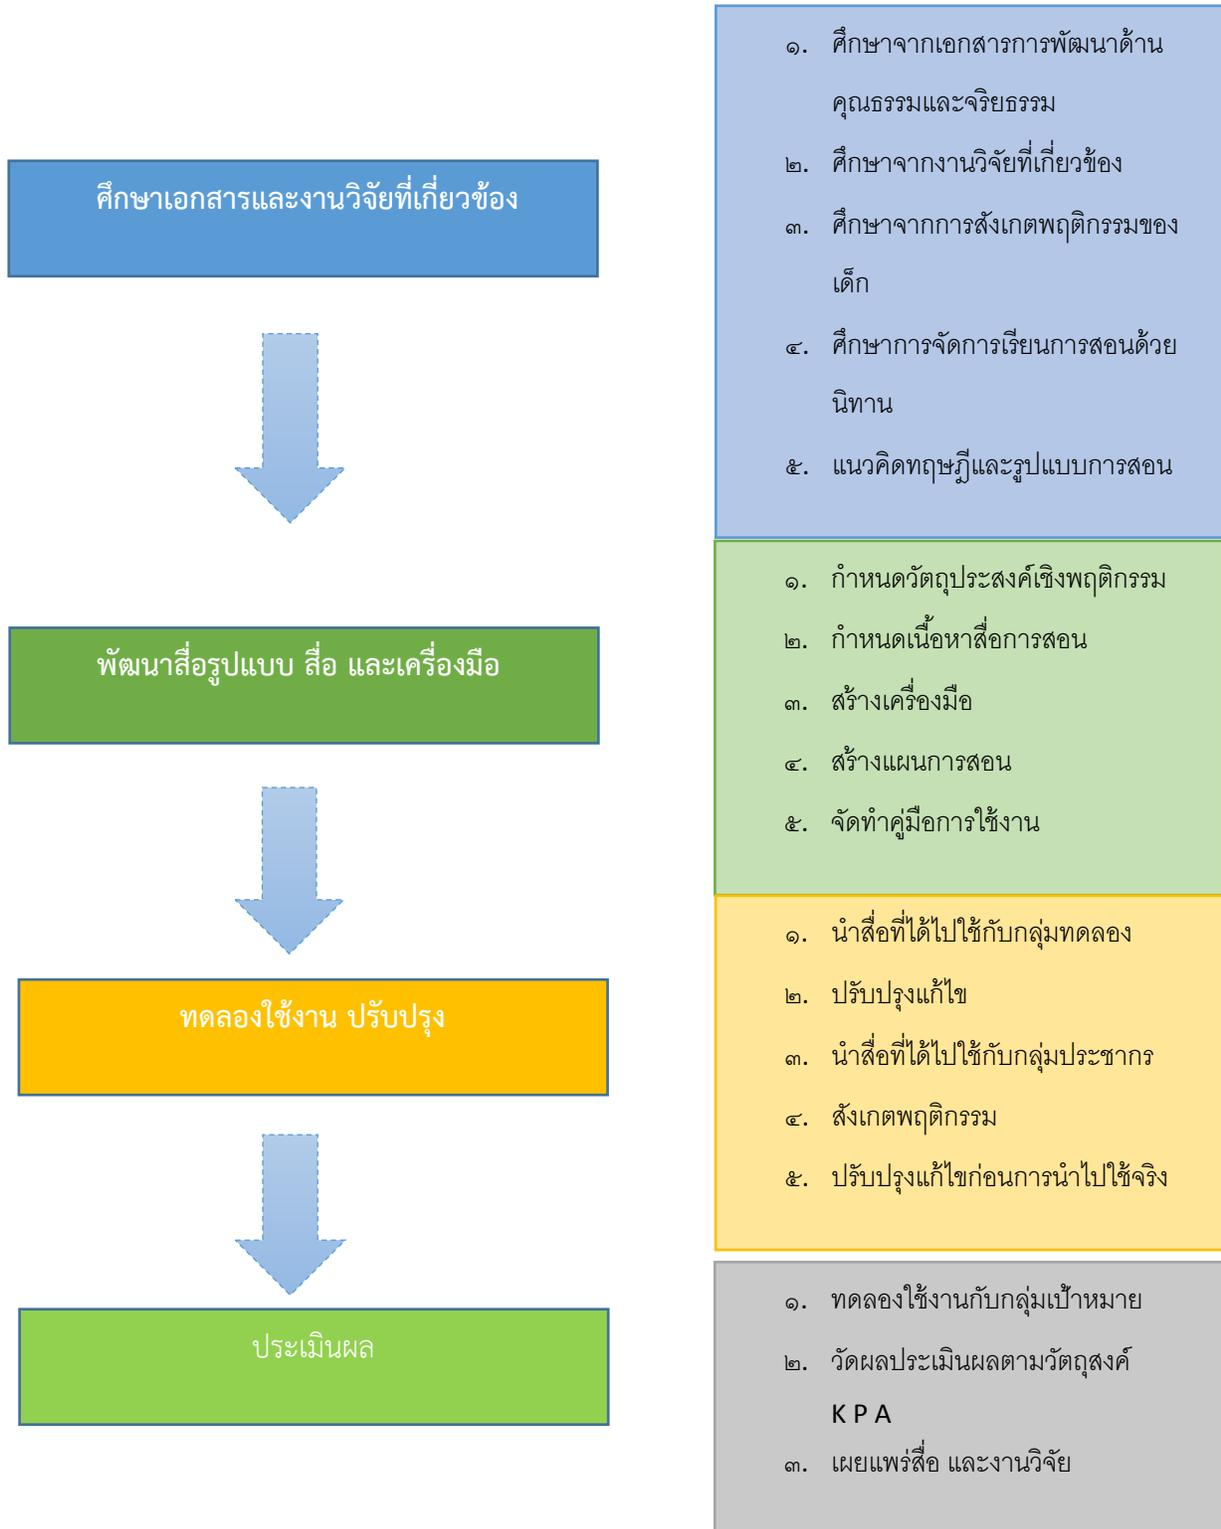 ศึกษาเอกสารและงานวิจัยที่เกี่ยวข้อง
๑. ศึกษาจากเอกสารการพัฒนาด้าน
คุณธรรมและจริยธรรม
๒. ศึกษาจากงานวิจัยที่เกี่ยวข้อง
๓. ศึกษาจากการสังเกตพฤติกรรมของ
เด็ก
๔. ศึกษาการจัดการเรียนการสอนด้วย
นิทาน
๕. แนวคิดทฤษฎีและรูปแบบการสอน
พัฒนาสื่อรูปแบบ สื่อ และเครื่องมือ
๑. กำหนดวัตถุประสงค์เชิงพฤติกรรม
๒. กำหนดเนื้อหาสื่อการสอน
๓. สร้างเครื่องมือ
๔. สร้างแผนการสอน
๕. จัดทำคู่มือการใช้งาน
ทดลองใช้งาน ปรับปรุง
๑. นำสื่อที่ได้ไปใช้กับกลุ่มทดลอง
๒. ปรับปรุงแก้ไข
๓. นำสื่อที่ได้ไปใช้กับกลุ่มประชากร
๔. สังเกตพฤติกรรม
๕. ปรับปรุงแก้ไขก่อนการนำไปใช้จริง
ประเมินผล
๑. ทดลองใช้งานกับกลุ่มเป้าหมาย
๒. วัดผลประเมินผลตามวัตถุสงค์
K P A
๓. เผยแพร่สื่อ และงานวิจัย